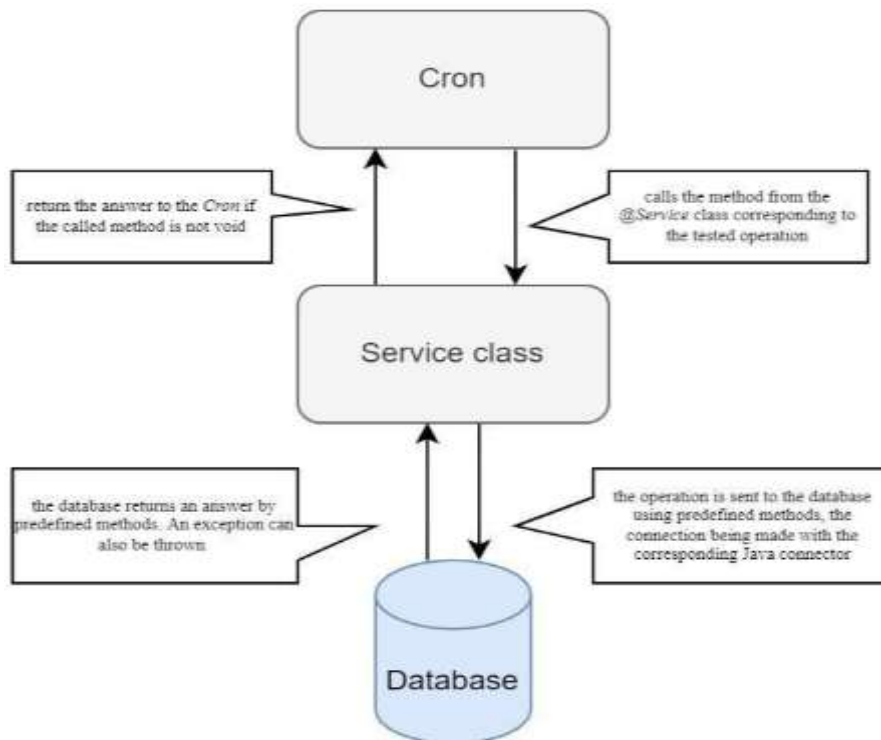 Cron
return the answer to the Cron if
the called method is not void
calls the method from the
@Service class corresponding to
the tested operation
Service class
the database returns an answer by
predefined methods. An exception can
also be thrown
the operation is sent to the database
using predefined methods, the
connection being made with the
corresponding Java connector
Database